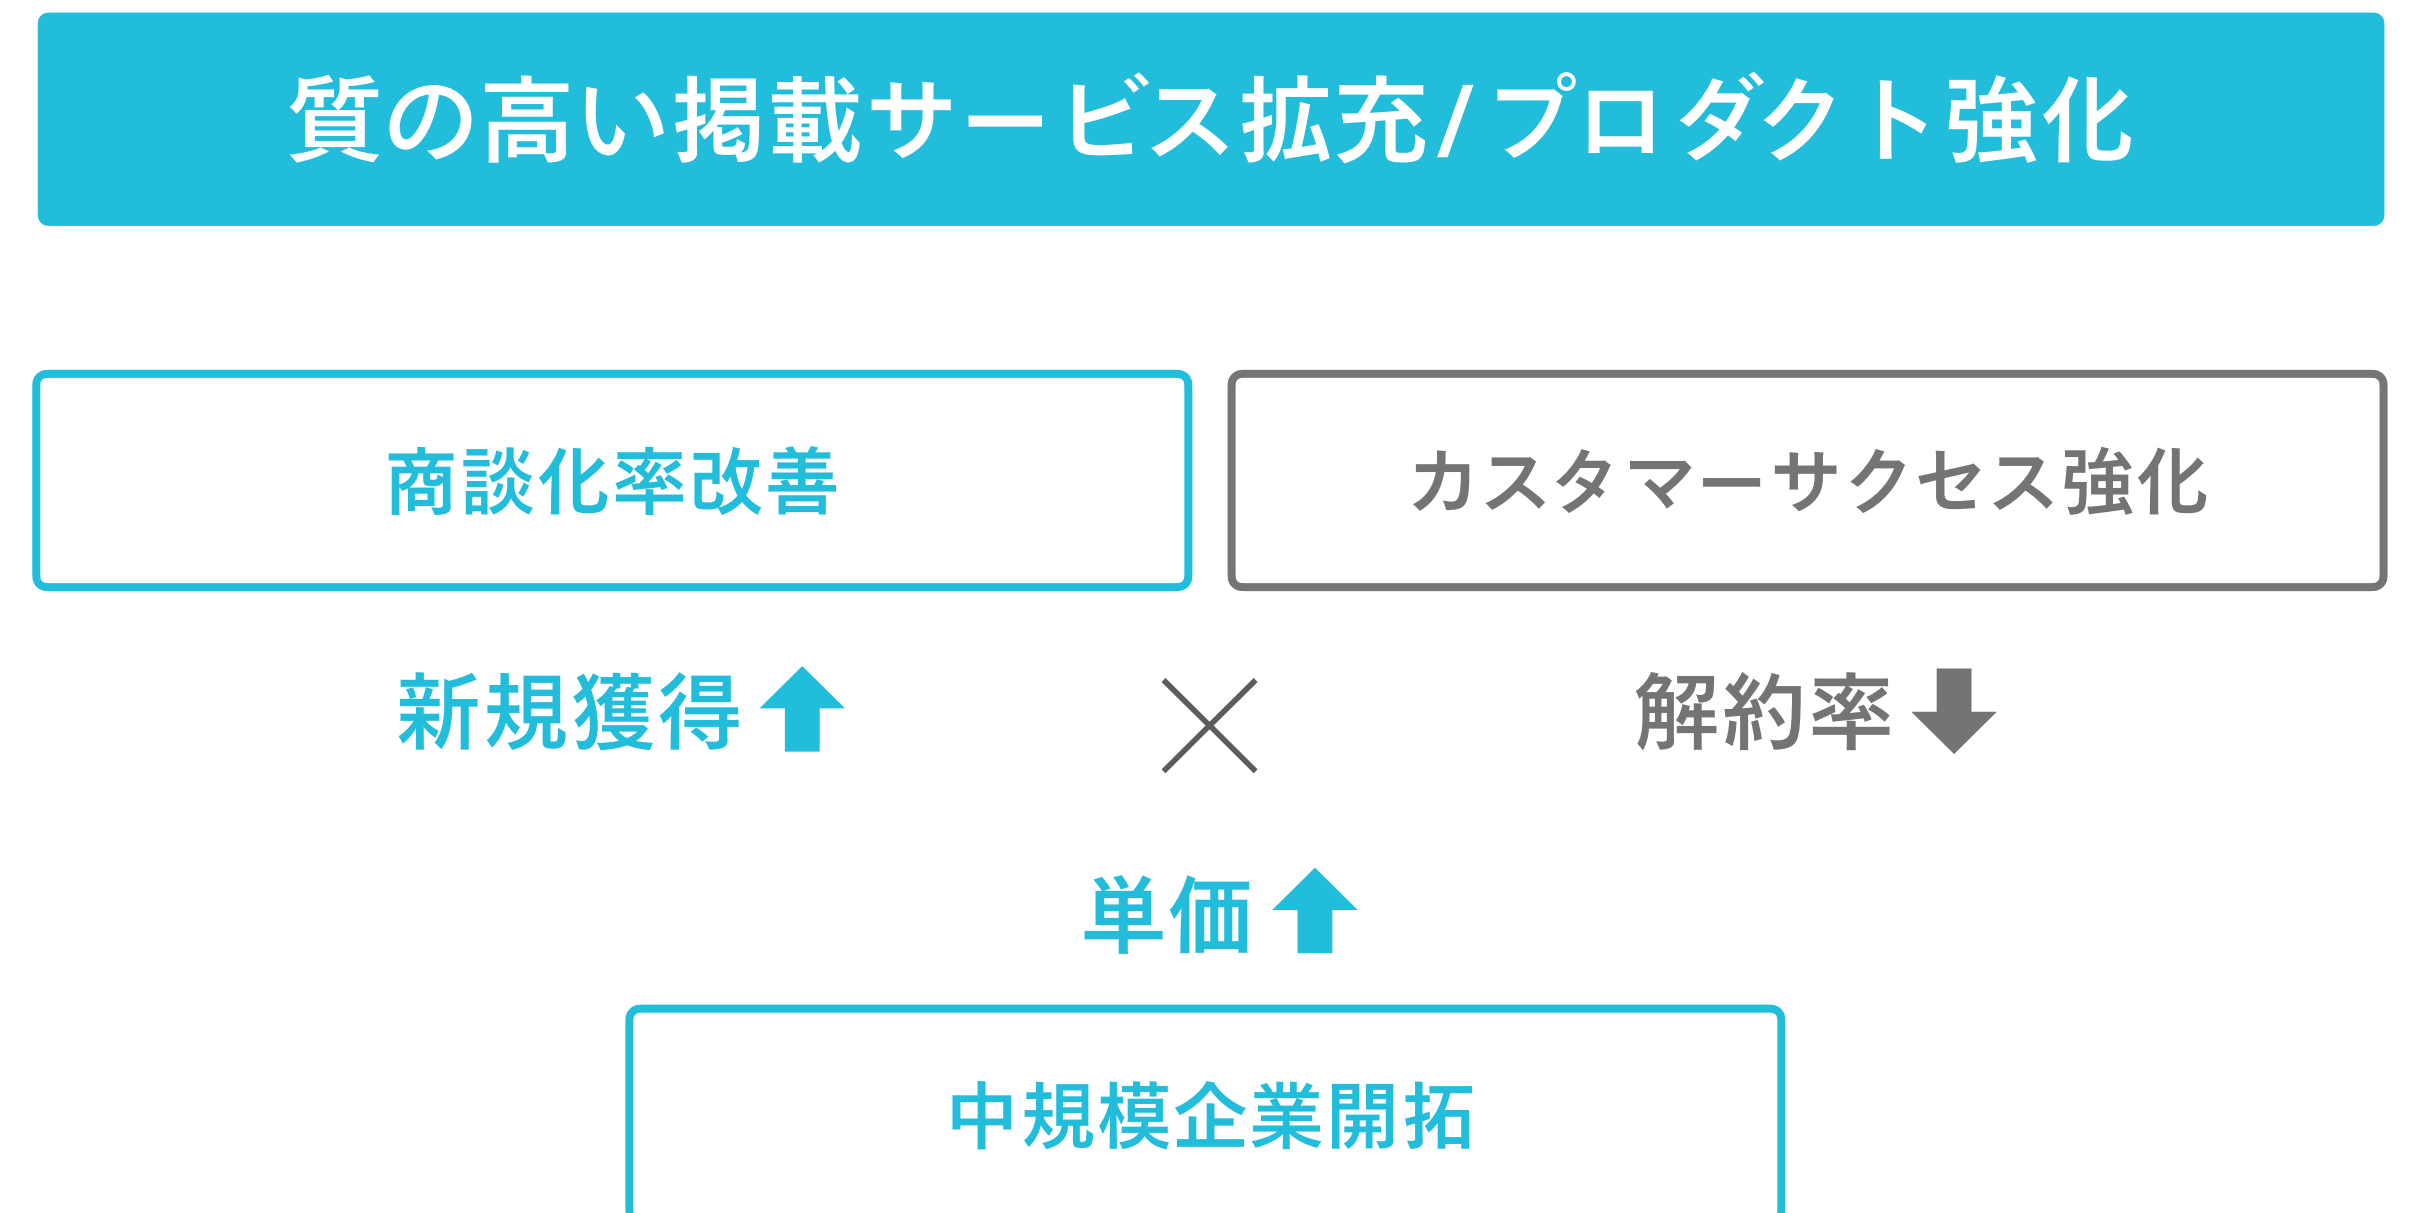 質の高い掲載サービス拡充/プロダクト強化
商談化率改善
カスタマーサクセス強化
新規獲得
解約率
単価
中規模企業開拓